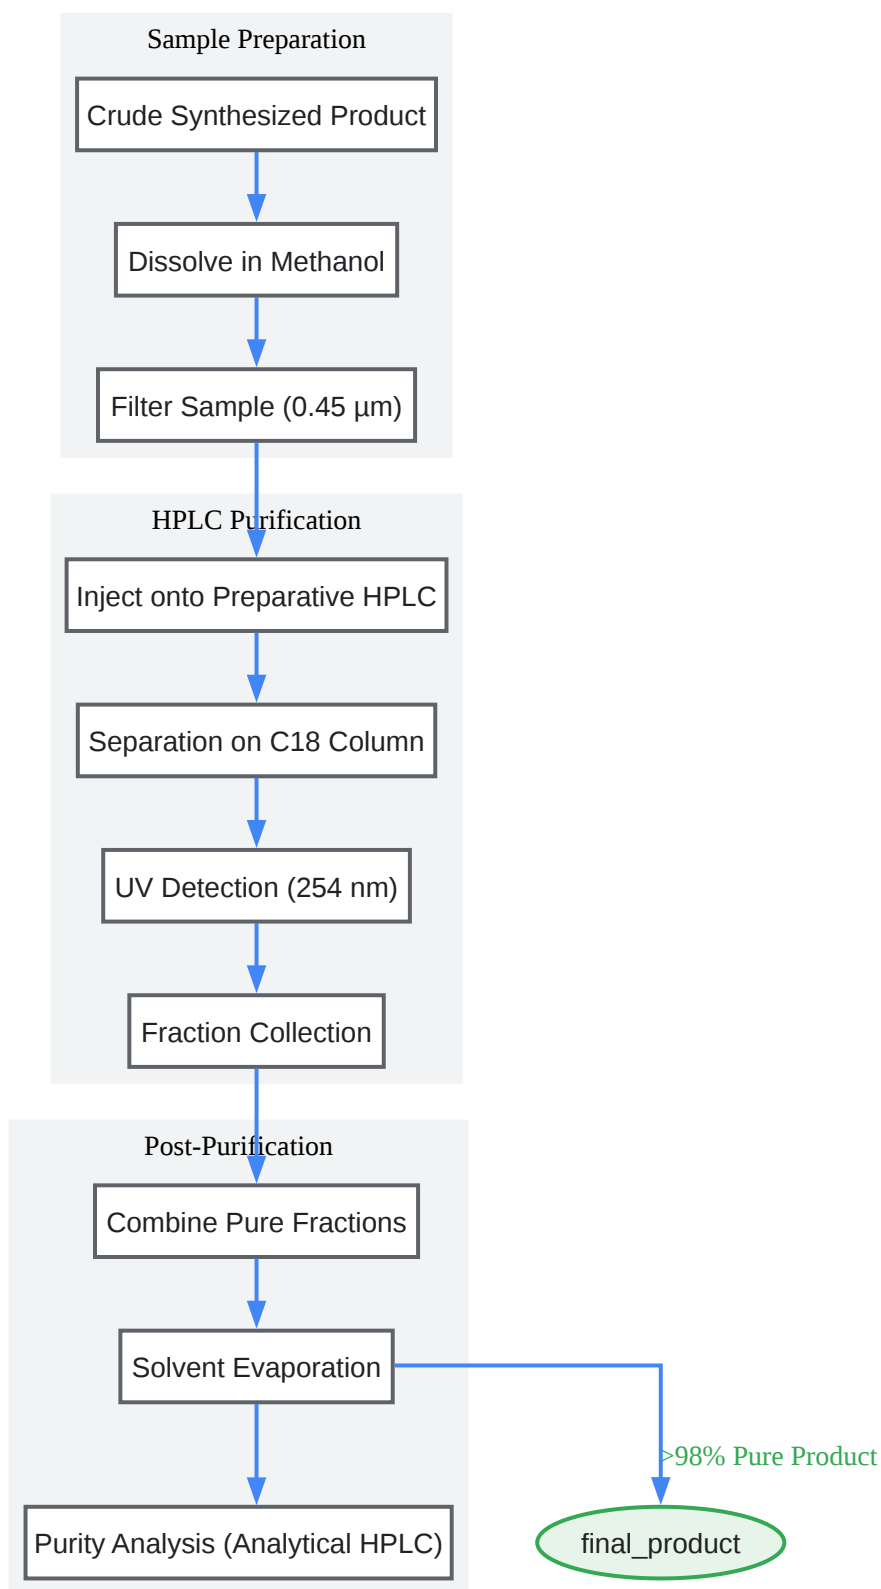 Sample Preparation
Crude Synthesized Product
Dissolve in Methanol
Filter Sample (0.45 µm)
HPLC Purification
Inject onto Preparative HPLC
Separation on C18 Column
UV Detection (254 nm)
Fraction Collection
Post-Purification
Combine Pure Fractions
Solvent Evaporation
>98% Pure Product
Purity Analysis (Analytical HPLC)
final_product